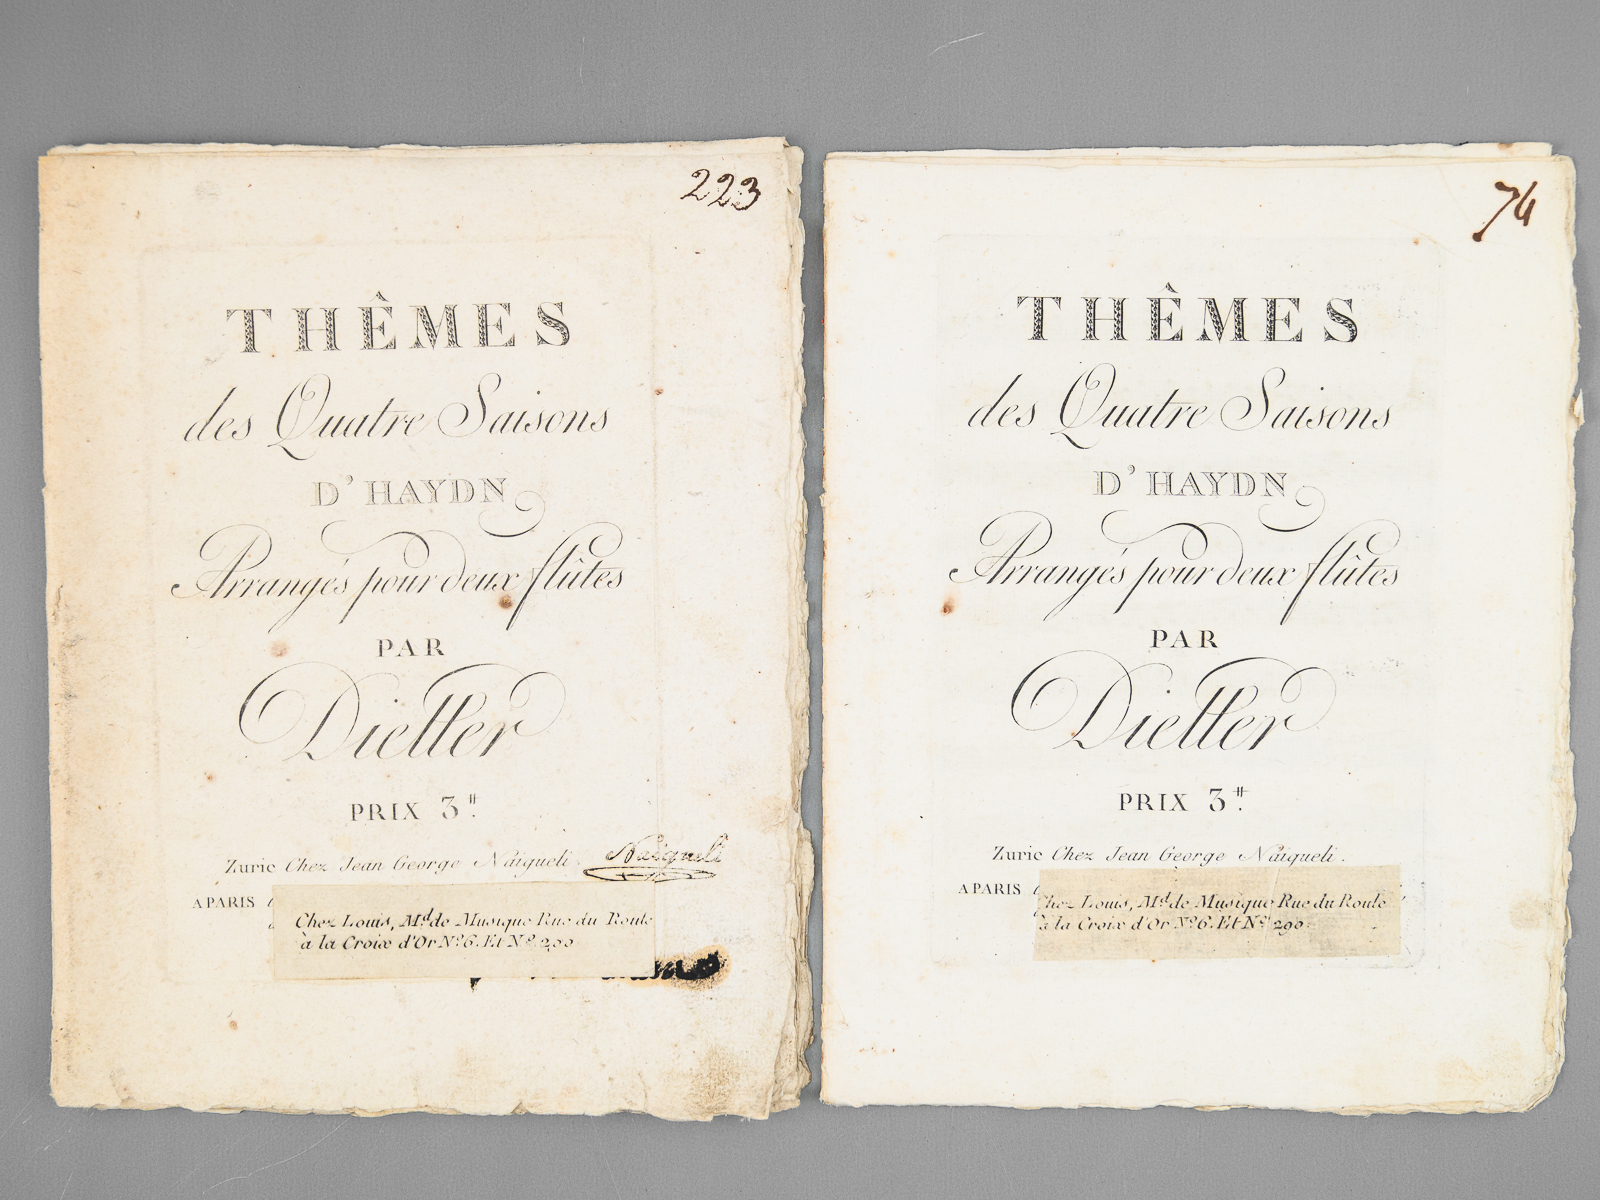 223
THÈMES
des Quatre Saisons
D'HAYDN
Arrangés pour deux flûtes
PAR
Dietter
PRIX 3₶.
Zuric Chez Jean George Naigueli. Naigueli
A PARIS
Chez Louis, Md. de Musique Rue du Roule
à la Croix d'Or No. 6. Et No. 290
74
THÈMES
des Quatre Saisons
D'HAYDN
Arrangés pour deux flûtes
PAR
Dietter
PRIX 3₶.
Zuric Chez Jean George Naigueli.
A PARIS
Chez Louis, Md. de Musique Rue du Roule
à la Croix d'Or No. 6. Et No. 290